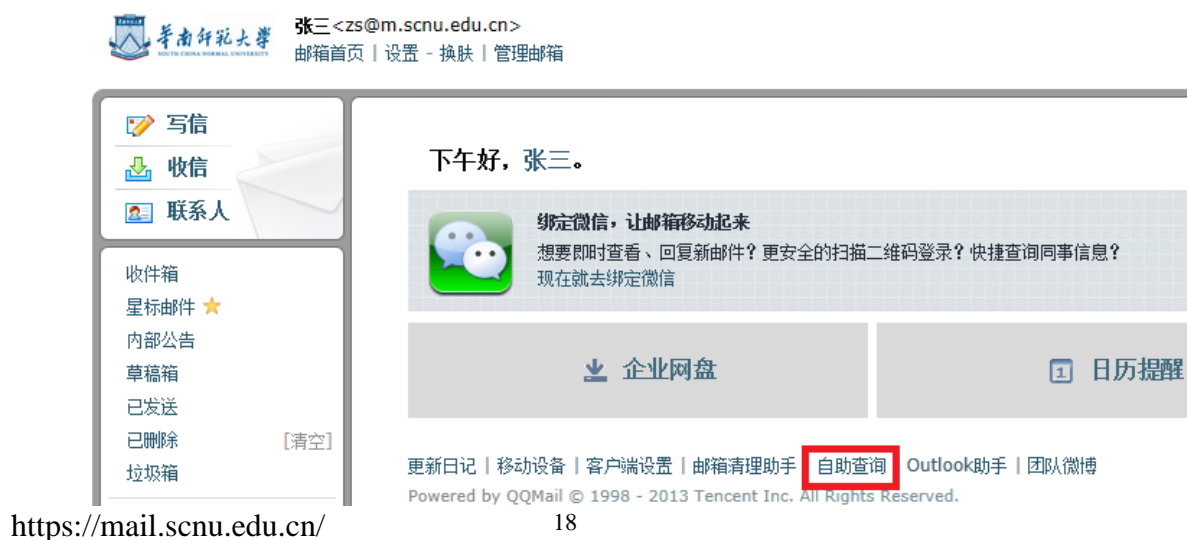 华南师范大学
SOUTH CHINA NORMAL UNIVERSITY
张三<zs@m.scnu.edu.cn>
邮箱首页 | 设置 - 换肤 | 管理邮箱
写信
收信
联系人
收件箱
星标邮件
内部公告
草稿箱
已发送
已删除 [清空]
垃圾箱
下午好，张三。
绑定微信，让邮箱移动起来
想要即时查看、回复新邮件？更安全的扫描二维码登录？快捷查询同事信息？
现在就去绑定微信
企业网盘
1 日历提醒
更新日记 | 移动设备 | 客户端设置 | 邮箱清理助手 自助查询 Outlook助手 | 团队微博
Powered by QQMail © 1998 - 2013 Tencent Inc. All Rights Reserved.
https://mail.scnu.edu.cn/ 18